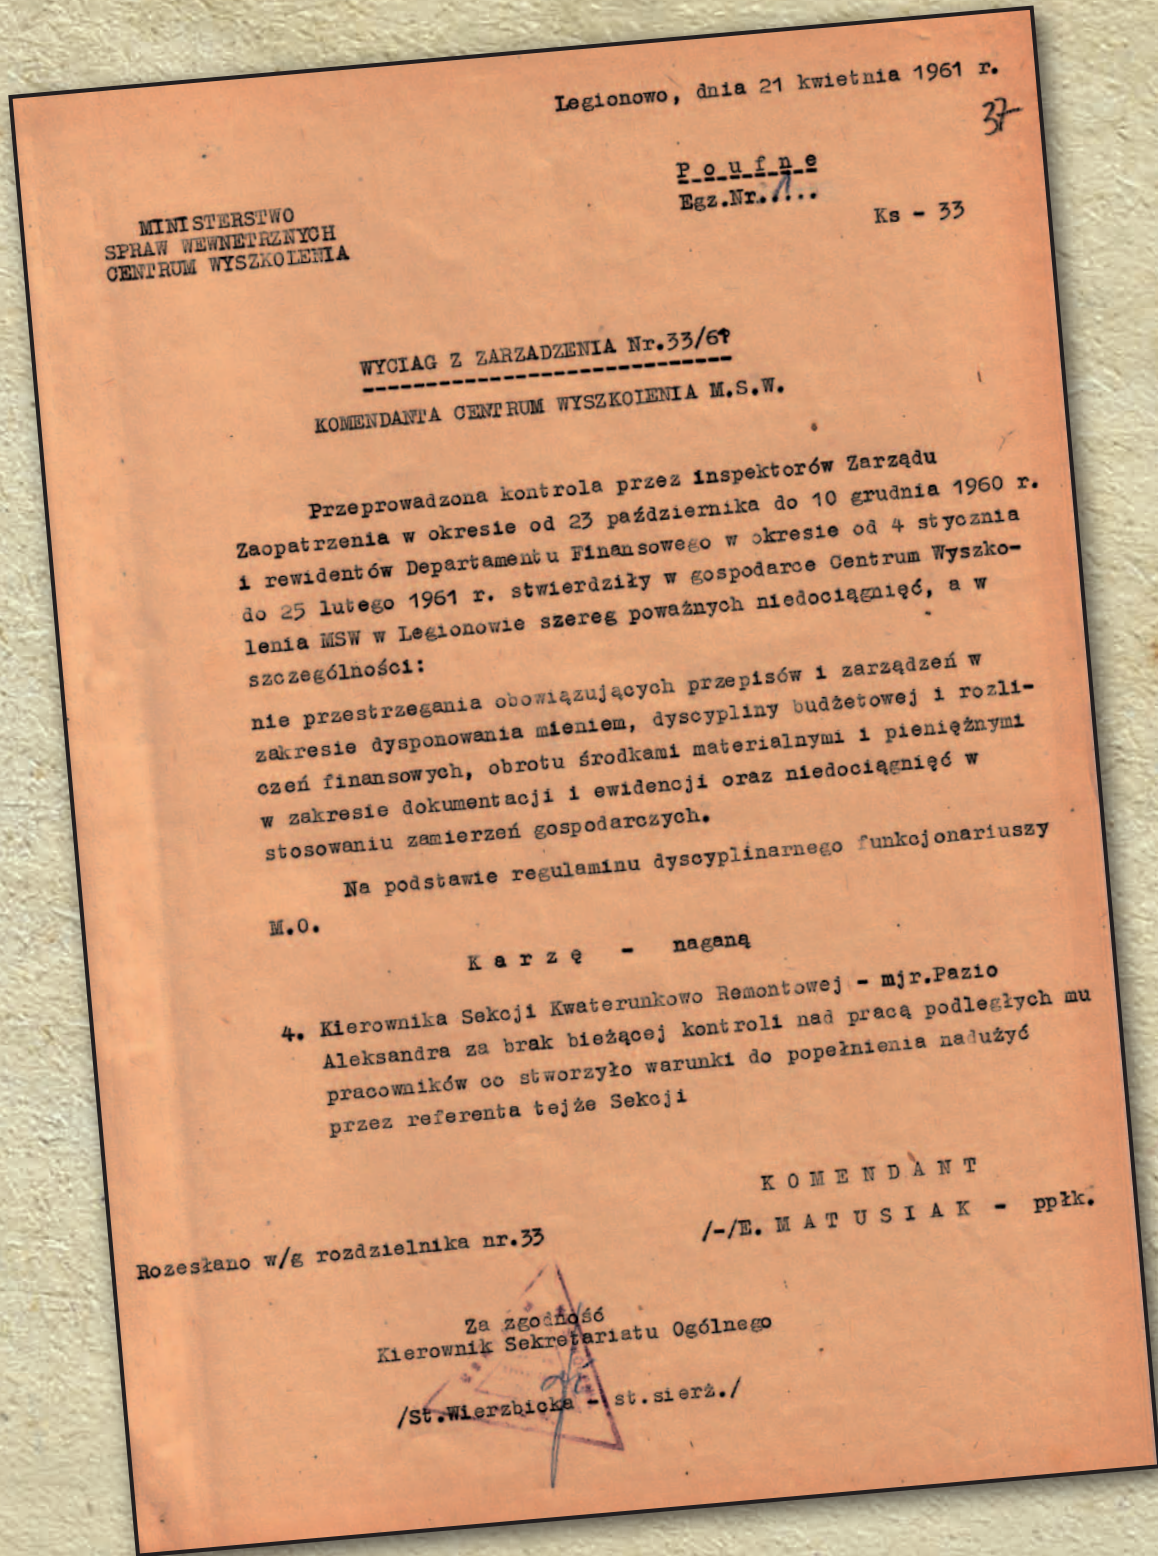 Legionowo, dnia 21 kwietnia 1961 r.
37
P o u f n e
Egz.Nr..1...
Ks - 33
MINISTERSTWO
SPRAW WEWNETRZNYCH
CENTRUM WYSZKOLENIA
WYCIAG Z ZARZADZENIA Nr.33/61
KOMENDANTA CENTRUM WYSZKOLENIA M.S.W.
Przeprowadzona kontrola przez inspektorów Zarządu
Zaopatrzenia w okresie od 23 października do 10 grudnia 1960 r.
i rewidentów Departamentu Finansowego w okresie od 4 stycznia
do 25 lutego 1961 r. stwierdziły w gospodarce Centrum Wyszko-
lenia MSW w Legionowie szereg poważnych niedociągnięć, a w
szczególności:
nie przestrzegania obowiązujących przepisów i zarządzeń w
zakresie dysponowania mieniem, dyscypliny budżetowej i rozli-
czeń finansowych, obrotu środkami materialnymi i pieniężnymi
w zakresie dokumentacji i ewidencji oraz niedociągnięć w
stosowaniu zamierzeń gospodarczych.
Na podstawie regulaminu dyscyplinarnego funkcjonariuszy
M.O.
K a r z ę - naganą
4. Kierownika Sekcji Kwaterunkowo Remontowej - mjr.Pazio
Aleksandra za brak bieżącej kontroli nad pracą podległych mu
pracowników co stworzyło warunki do popełnienia nadużyć
przez referenta tejże Sekcji
K O M E N D A N T
/-/E. M A T U S I A K - ppłk.
Rozesłano w/g rozdzielnika nr.33
Za zgodność
Kierownik Sekretariatu Ogólnego
/St.Wierzbicka - st.sierż./